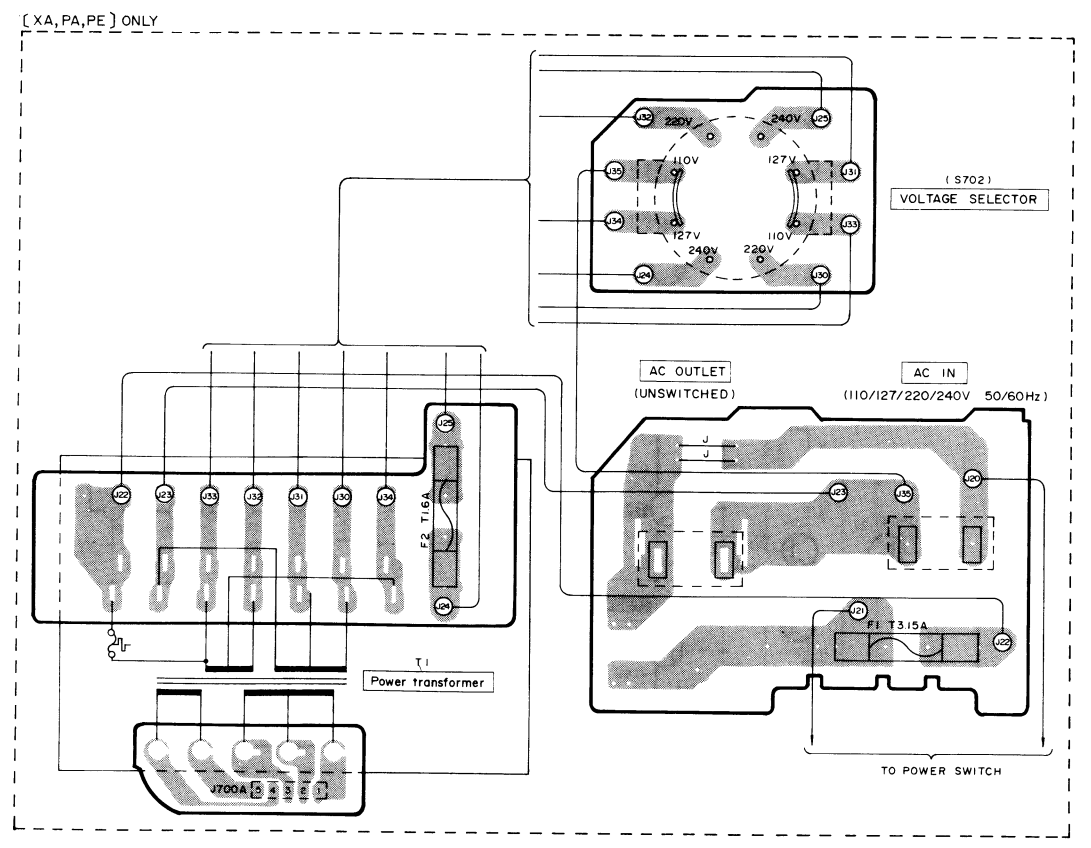 [XA, PA, PE] ONLY
J32
220V
240V
J25
110V
127V
J35
J31
(S702)
VOLTAGE SELECTOR
J34
J33
127V
110V
240V
220V
J24
J30
AC OUTLET
(UNSWITCHED)
AC IN
(110/127/220/240V 50/60Hz)
J25
J
J
J20
J22
J23
J33
J32
J31
J30
J34
F2 T1.6A
J23
J35
J24
J21
F1 T3.15A
J22
T1
Power transformer
J700A 5 4 3 2 1
TO POWER SWITCH